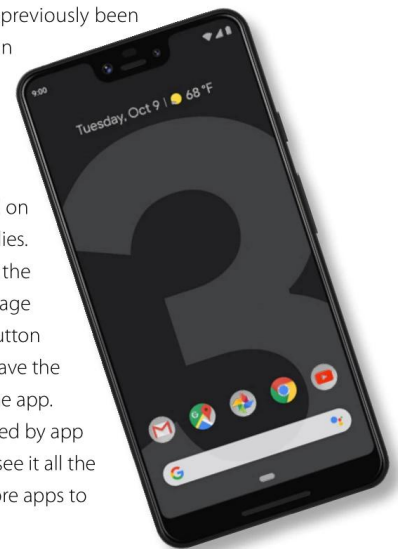 previously been
n
on
lies.
the
age
utton
ave the
e app.
ed by app
see it all the
ore apps to
9:00
Tuesday, Oct 9 | 68 °F
3
G